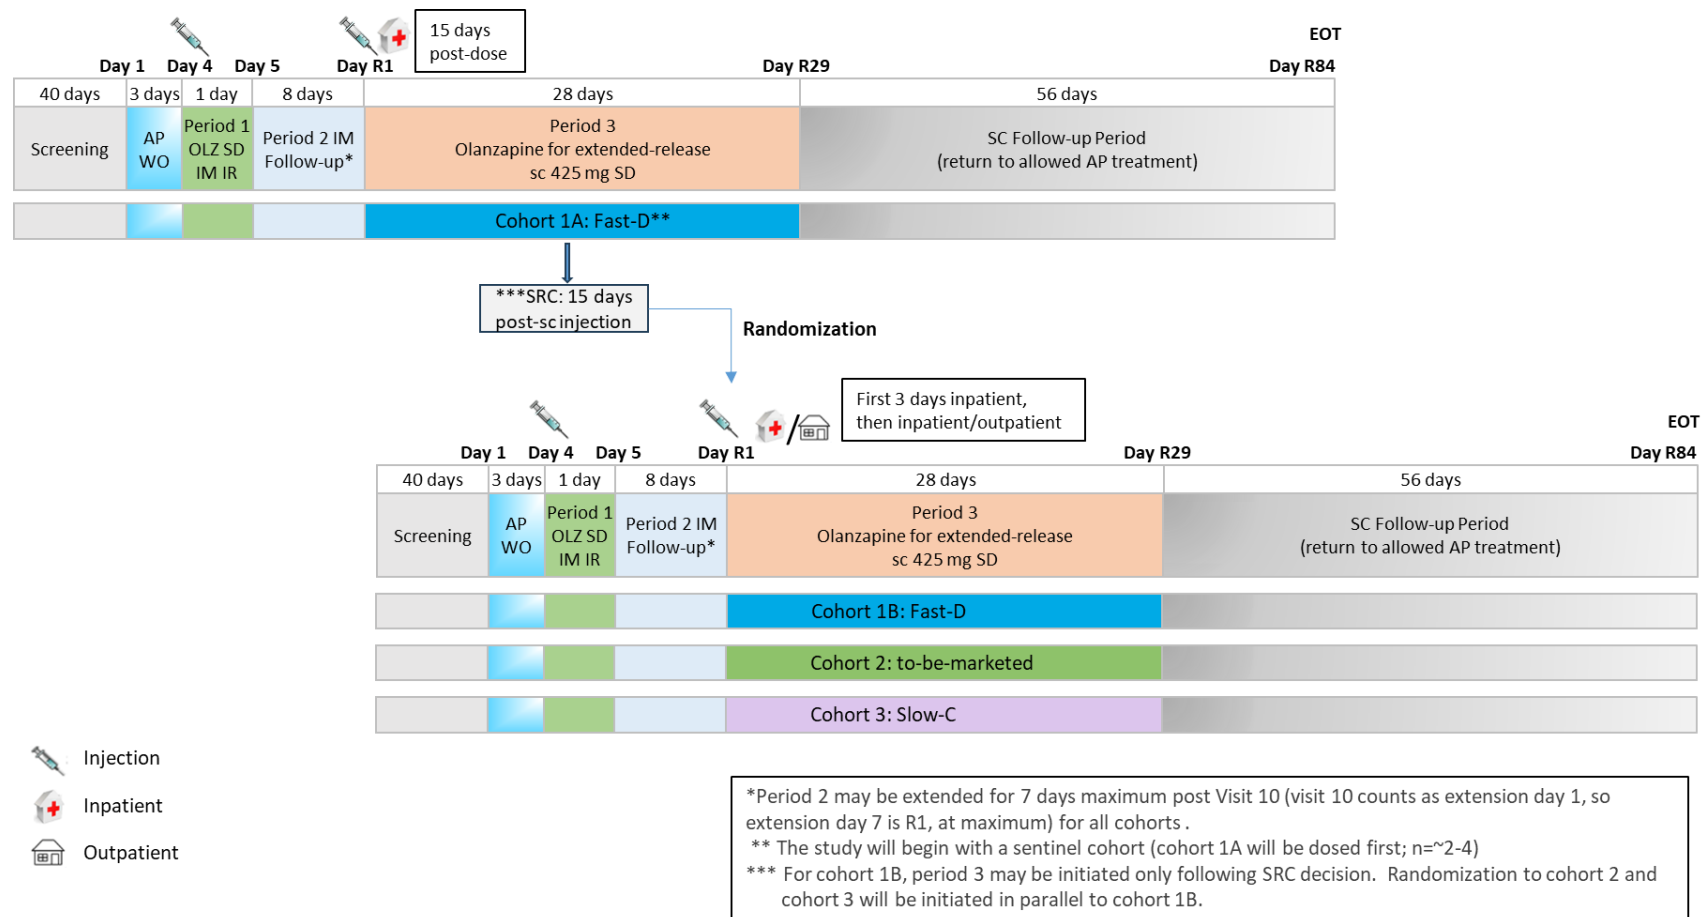 15 days
post-dose
EOT
Day 1 Day 4 Day 5 Day R1 Day R29 Day R84
40 days 3 days 1 day 8 days 28 days 56 days
Screening
AP
WO
Period 1
OLZ SD
IM IR
Period 2 IM
Follow-up*
Period 3
Olanzapine for extended-release
sc 425 mg SD
SC Follow-up Period
(return to allowed AP treatment)
Cohort 1A: Fast-D**
***SRC: 15 days
post-sc injection
Randomization
First 3 days inpatient,
then inpatient/outpatient
EOT
Day 1 Day 4 Day 5 Day R1 Day R29 Day R84
40 days 3 days 1 day 8 days 28 days 56 days
Screening
AP
WO
Period 1
OLZ SD
IM IR
Period 2 IM
Follow-up*
Period 3
Olanzapine for extended-release
sc 425 mg SD
SC Follow-up Period
(return to allowed AP treatment)
Cohort 1B: Fast-D
Cohort 2: to-be-marketed
Cohort 3: Slow-C
Injection
Inpatient
Outpatient
*Period 2 may be extended for 7 days maximum post Visit 10 (visit 10 counts as extension day 1, so
extension day 7 is R1, at maximum) for all cohorts .
** The study will begin with a sentinel cohort (cohort 1A will be dosed first; n=~2-4)
*** For cohort 1B, period 3 may be initiated only following SRC decision. Randomization to cohort 2 and
cohort 3 will be initiated in parallel to cohort 1B.